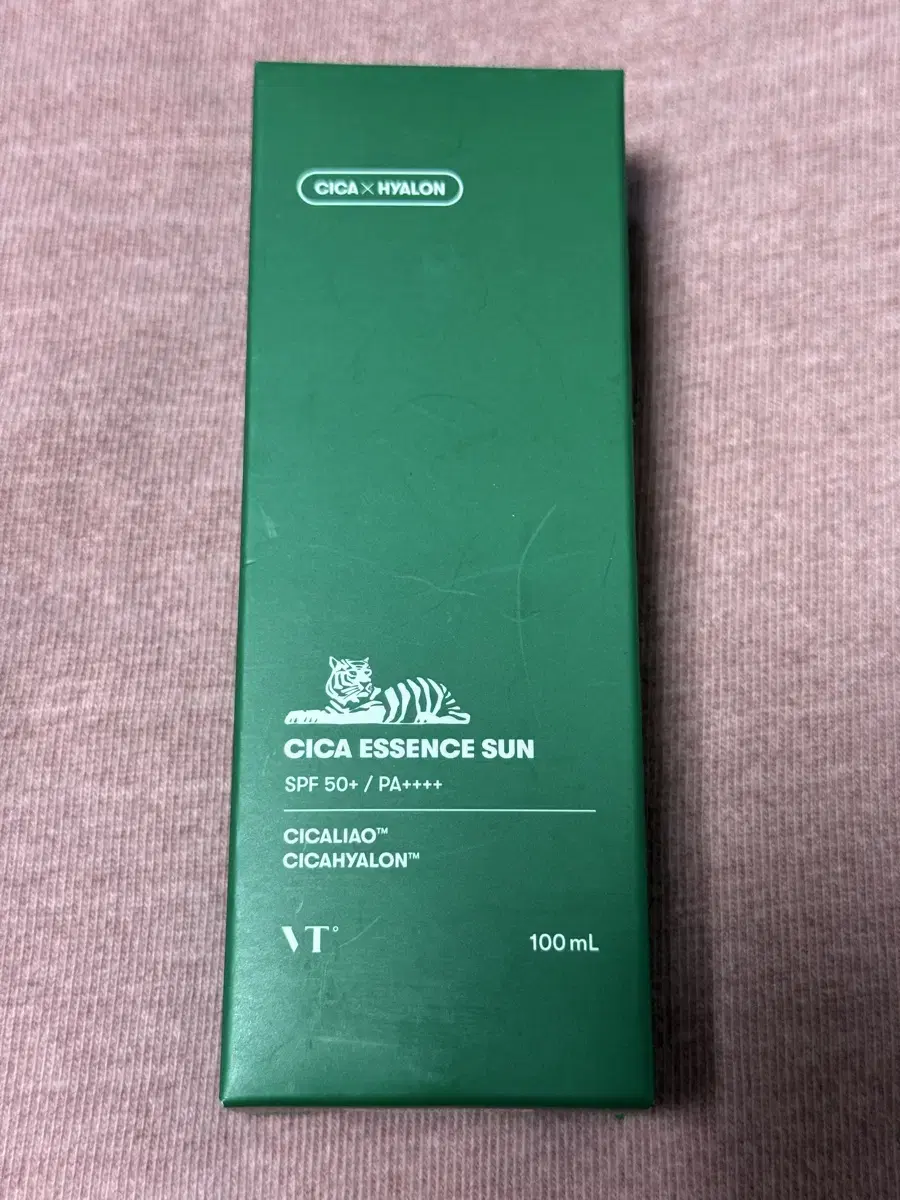 CICA × HYALON
CICA ESSENCE SUN
SPF 50+ / PA++++
CICALIAO™
CICAHYALON™
VT°
100 mL